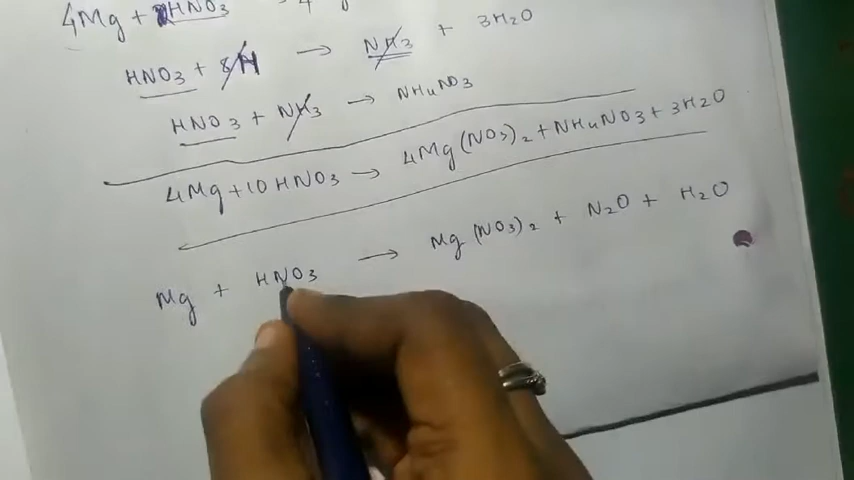 4Mg + HNO3
HNO3 + 8H → NH3 + 3H2O
HNO3 + NH3 → NH4NO3
4Mg + 10HNO3 → 4Mg(NO3)2 + NH4NO3 + 3H2O
Mg + HNO3 → Mg(NO3)2 + N2O + H2O